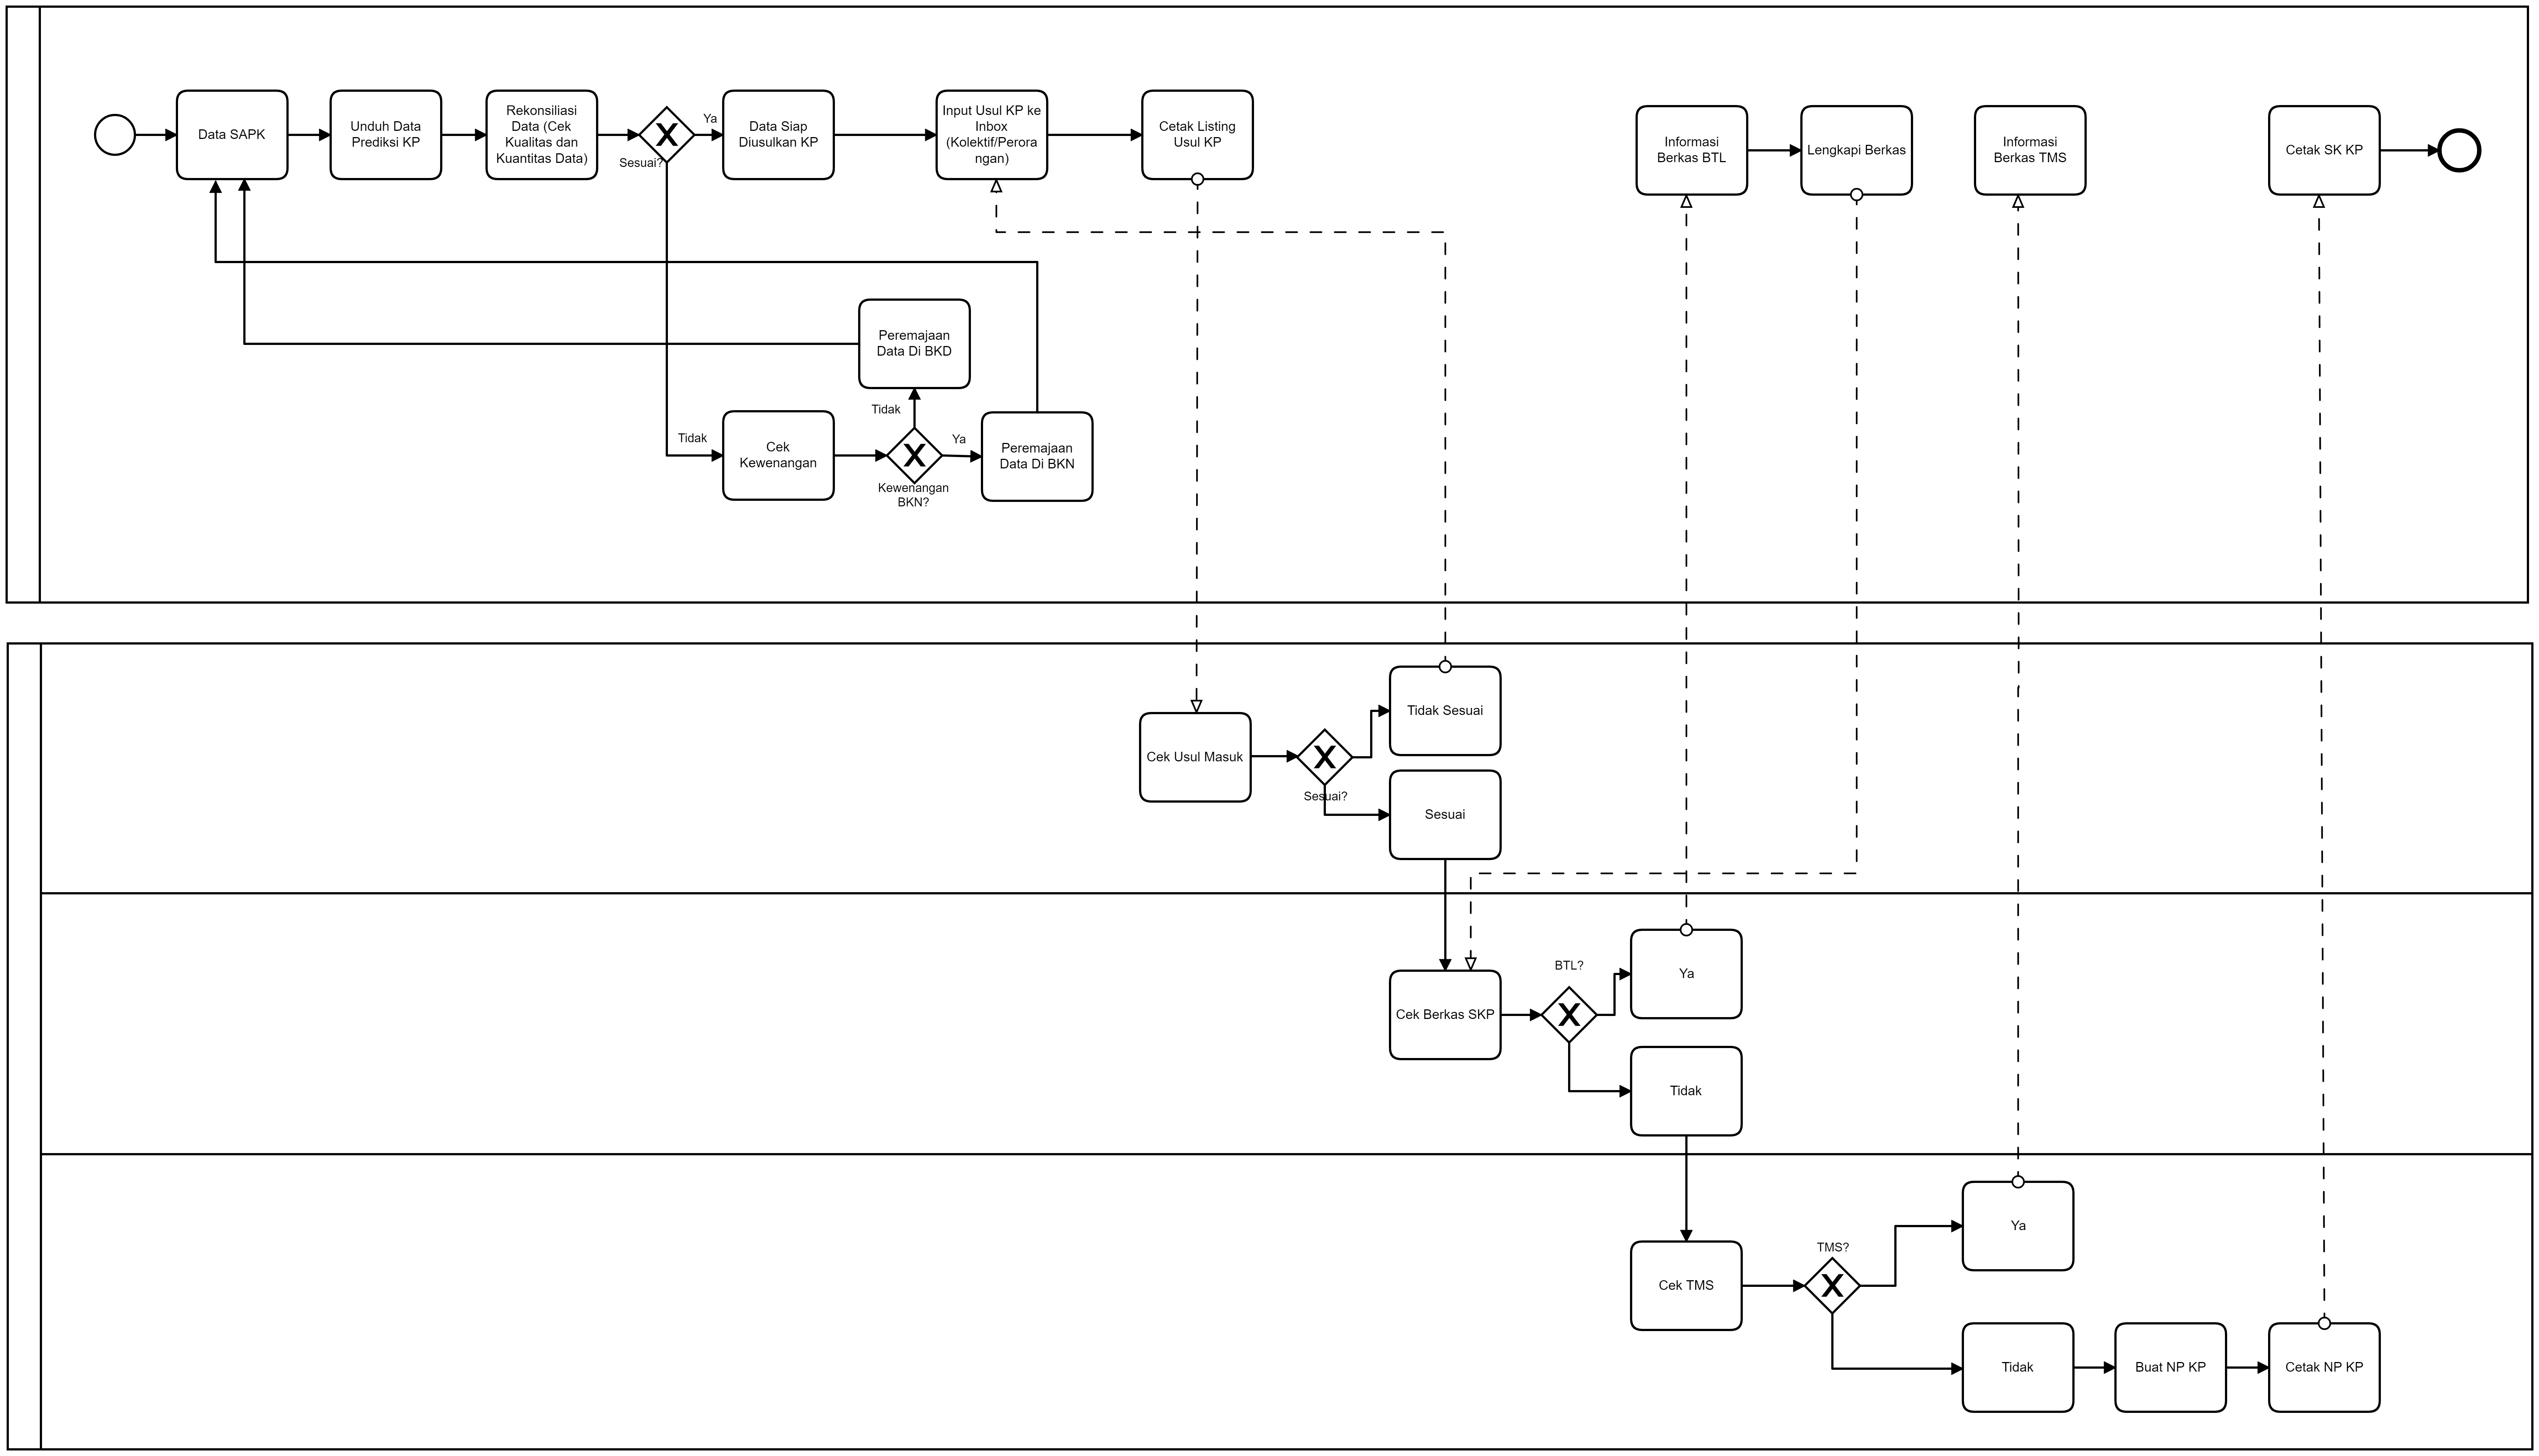 Data SAPK
Unduh Data
Prediksi KP
Rekonsiliasi
Data (Cek
Kualitas dan
Kuantitas Data)
Sesuai?
Ya
Data Siap
Diusulkan KP
Input Usul KP ke
Inbox
(Kolektif/Perora
ngan)
Cetak Listing
Usul KP
Informasi
Berkas BTL
Lengkapi Berkas
Informasi
Berkas TMS
Cetak SK KP
Peremajaan
Data Di BKD
Tidak
Tidak
Cek
Kewenangan
Ya
Kewenangan
BKN?
Peremajaan
Data Di BKN
Cek Usul Masuk
Sesuai?
Tidak Sesuai
Sesuai
Cek Berkas SKP
BTL?
Ya
Tidak
Cek TMS
TMS?
Ya
Tidak
Buat NP KP
Cetak NP KP